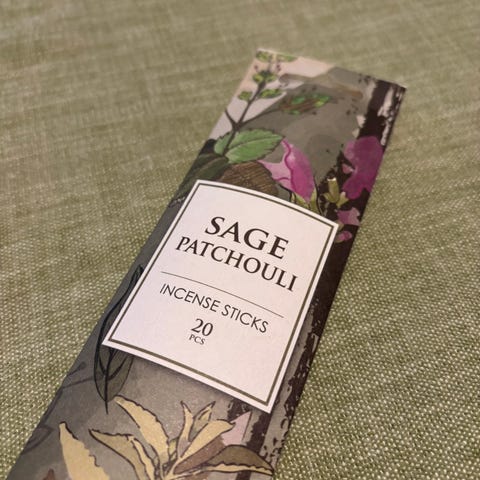 SAGE
PATCHOULI
INCENSE STICKS
20
PCS